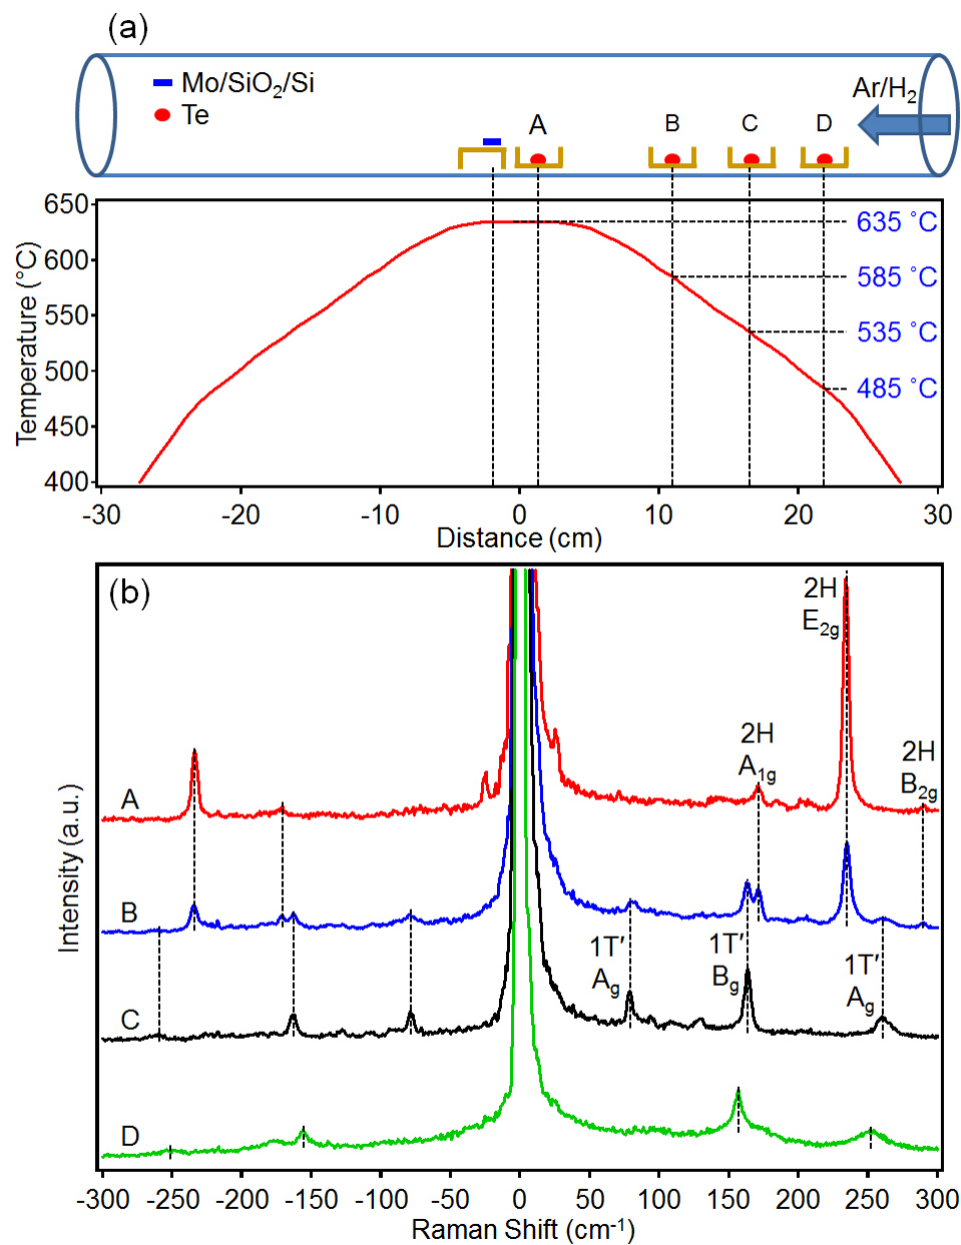 (a)
Mo/SiO₂/Si
Te
Ar/H₂
A B C D
650
600
550
500
450
400
Temperature (°C)
635 °C
585 °C
535 °C
485 °C
-30 -20 -10 0 10 20 30
Distance (cm)
(b)
2H
E₂g
2H
A₁g
2H
B₂g
A
B
1T′
Ag
1T′
Bg
1T′
Ag
C
D
Intensity (a.u.)
-300 -250 -200 -150 -100 -50 0 50 100 150 200 250 300
Raman Shift (cm⁻¹)